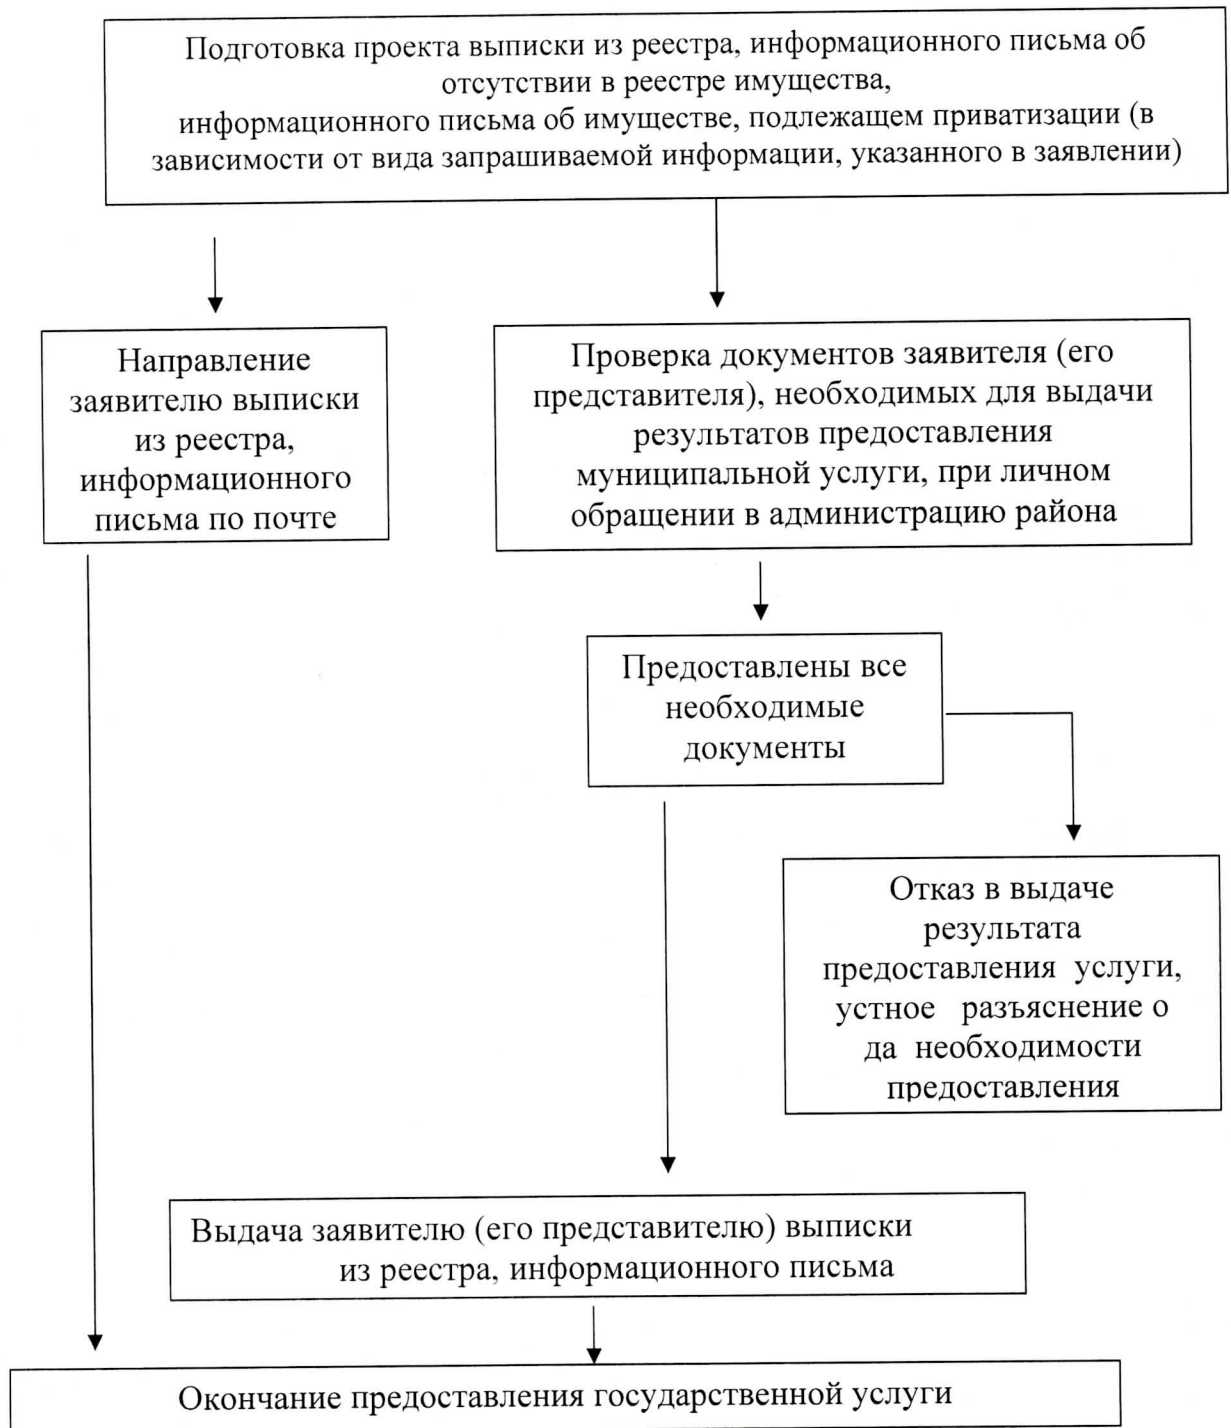 Подготовка проекта выписки из реестра, информационного письма об
отсутствии в реестре имущества,
информационного письма об имуществе, подлежащем приватизации (в
зависимости от вида запрашиваемой информации, указанного в заявлении)
Направление
заявителю выписки
из реестра,
информационного
письма по почте
Проверка документов заявителя (его
представителя), необходимых для выдачи
результатов предоставления
муниципальной услуги, при личном
обращении в администрацию района
Предоставлены все
необходимые
документы
Отказ в выдаче
результата
предоставления услуги,
устное разъяснение о
да необходимости
предоставления
Выдача заявителю (его представителю) выписки
из реестра, информационного письма
Окончание предоставления государственной услуги